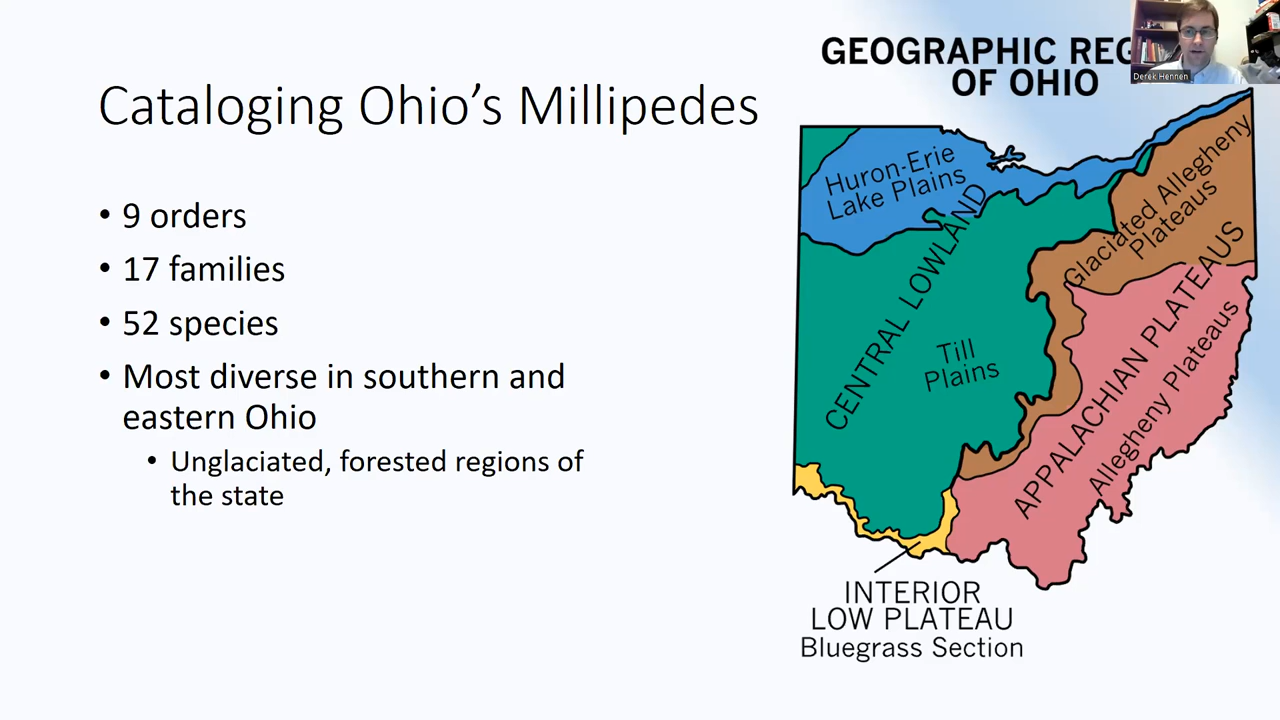 Cataloging Ohio's Millipedes
• 9 orders
• 17 families
• 52 species
• Most diverse in southern and
eastern Ohio
• Unglaciated, forested regions of
the state
GEOGRAPHIC REG
OF OHIO
Derek Hennen
Huron-Erie
Lake Plains
CENTRAL LOWLAND
Till
Plains
Glaciated Allegheny
Plateaus
APPALACHIAN PLATEAUS
Allegheny Plateaus
INTERIOR
LOW PLATEAU
Bluegrass Section